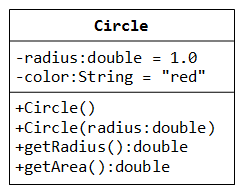 Circle
-radius:double = 1.0
-color:String = "red"
+Circle()
+Circle(radius:double)
+getRadius():double
+getArea():double